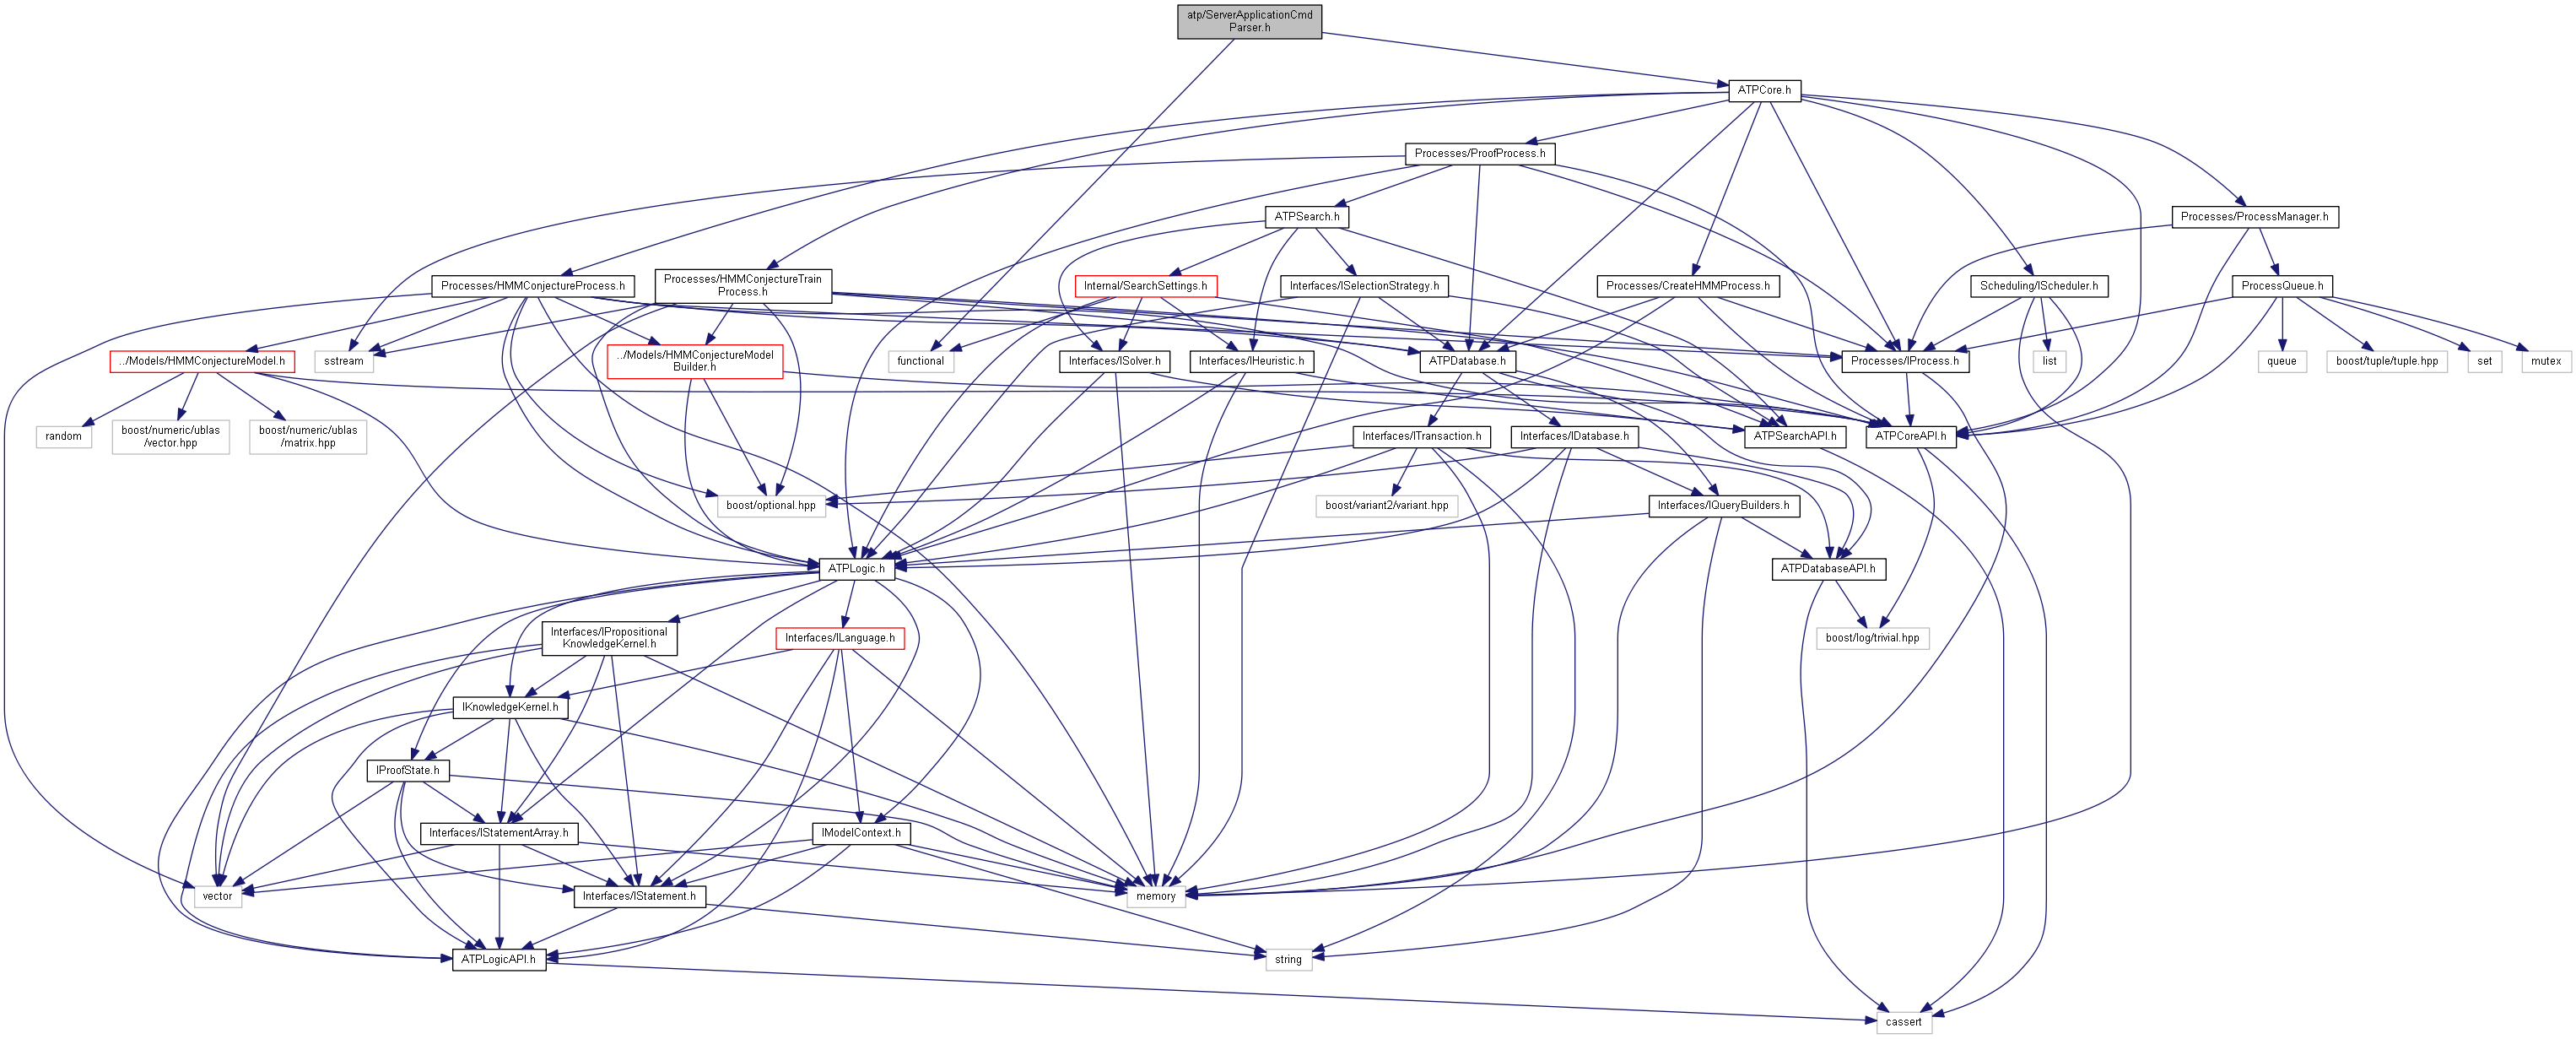 atp/ServerApplicationCmd
Parser.h
ATPCore.h
Processes/ProofProcess.h
ATPSearch.h
Processes/ProcessManager.h
Processes/HMMConjectureProcess.h
Processes/HMMConjectureTrain
Process.h
Internal/SearchSettings.h
Interfaces/ISelectionStrategy.h
Processes/CreateHMMProcess.h
Scheduling/IScheduler.h
ProcessQueue.h
../Models/HMMConjectureModel.h
sstream
../Models/HMMConjectureModel
Builder.h
functional
Interfaces/ISolver.h
Interfaces/IHeuristic.h
ATPDatabase.h
Processes/IProcess.h
list
queue
boost/tuple/tuple.hpp
set
mutex
random
boost/numeric/ublas
/vector.hpp
boost/numeric/ublas
/matrix.hpp
Interfaces/ITransaction.h
Interfaces/IDatabase.h
ATPSearchAPI.h
ATPCoreAPI.h
boost/optional.hpp
boost/variant2/variant.hpp
Interfaces/IQueryBuilders.h
ATPLogic.h
ATPDatabaseAPI.h
Interfaces/IPropositional
KnowledgeKernel.h
Interfaces/ILanguage.h
boost/log/trivial.hpp
IKnowledgeKernel.h
IProofState.h
Interfaces/IStatementArray.h
IModelContext.h
vector
Interfaces/IStatement.h
memory
ATPLogicAPI.h
string
cassert